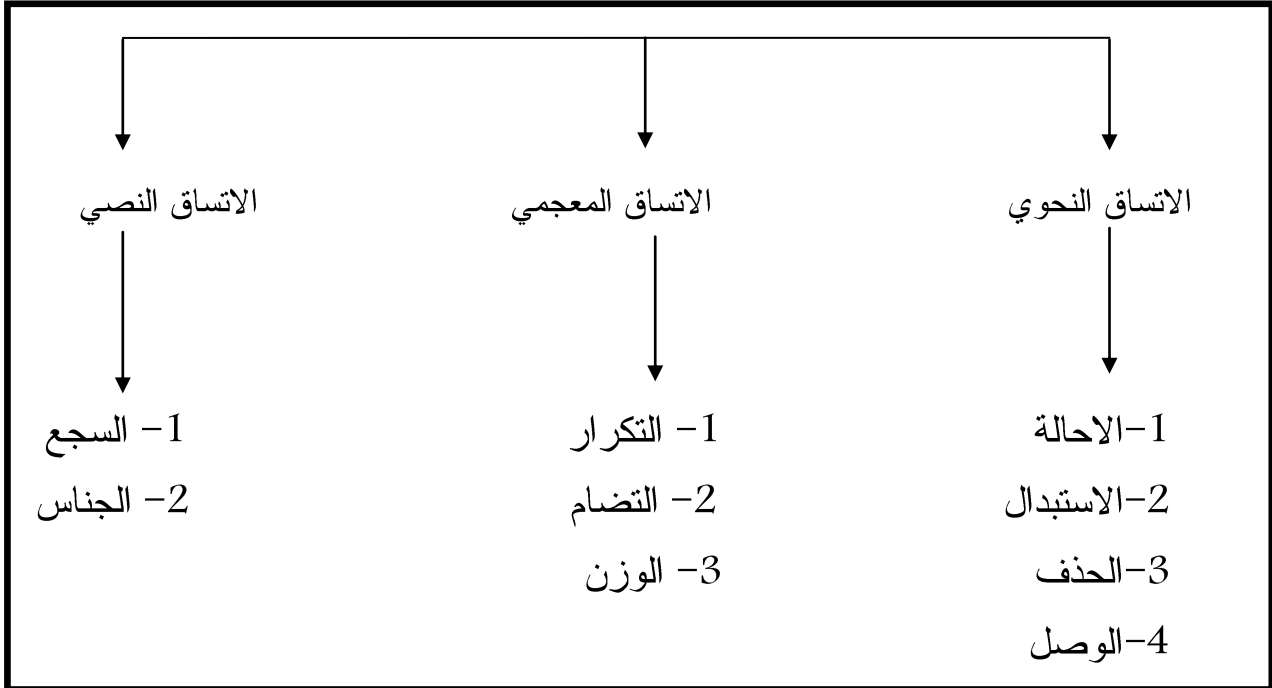 الاتساق النحوي
الاتساق المعجمي
الاتساق النصي
1-الاحالة
2-الاستبدال
3-الحذف
4-الوصل
1- التكرار
2- التضام
3- الوزن
1- السجع
2- الجناس